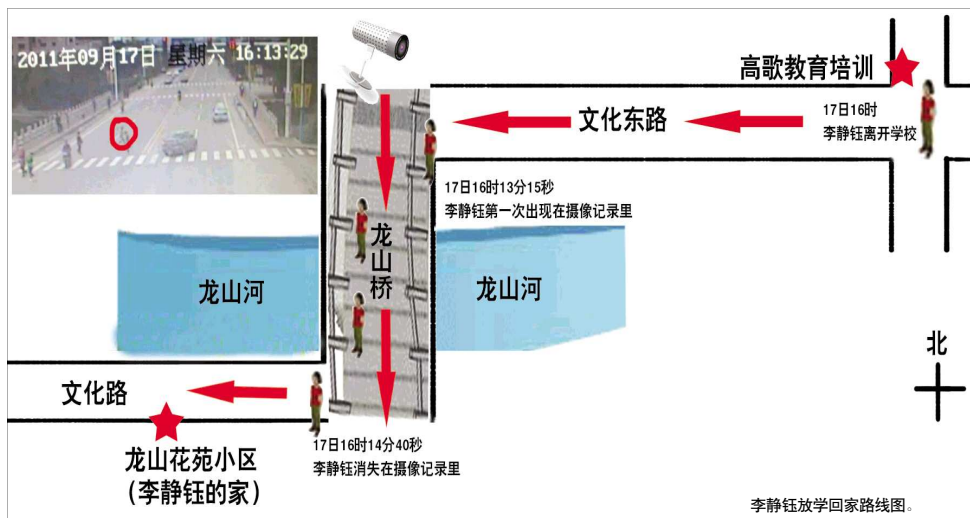 2011年09月17日 星期六 16:13:29
高歌教育培训
17日16时
李静钰离开学校
文化东路
17日16时13分15秒
李静钰第一次出现在摄像记录里
龙山桥
龙山河
龙山河
北
文化路
17日16时14分40秒
李静钰消失在摄像记录里
龙山花苑小区
（李静钰的家）
李静钰放学回家路线图。